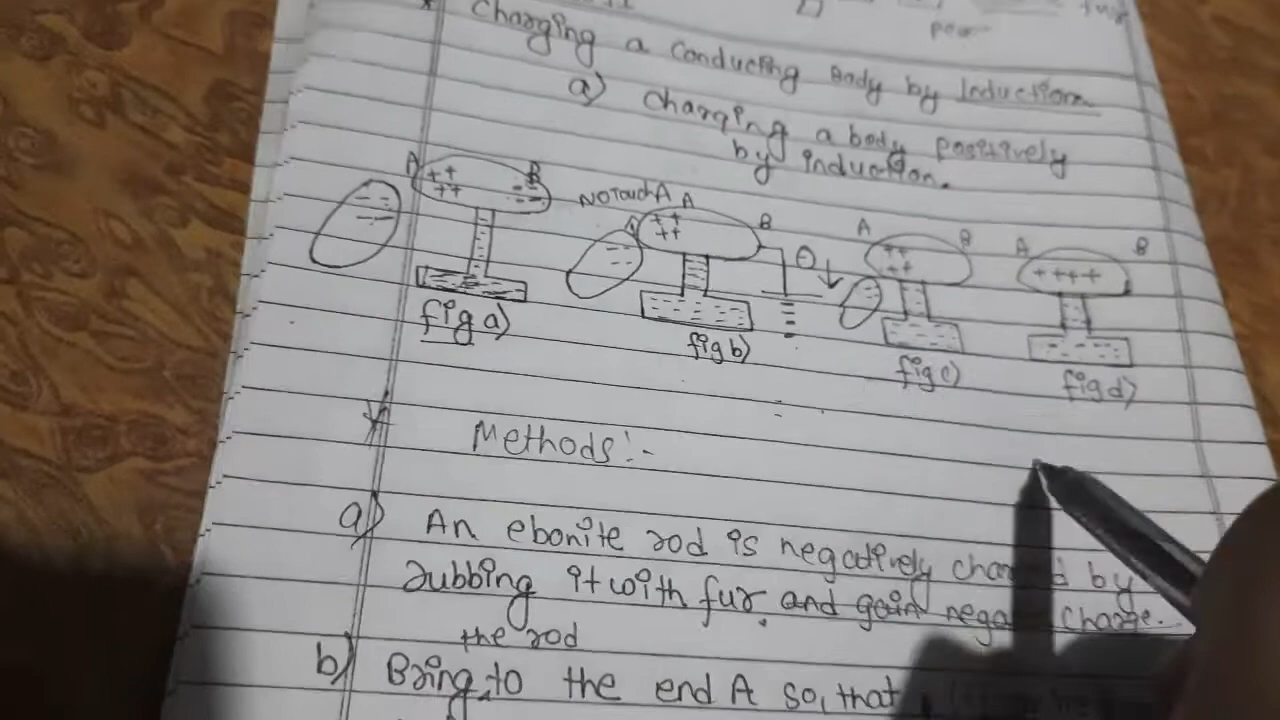 Charging a Conducting Body by Induction
a) Charging a body positively
by induction.
A B
NO Touch A A B
A B
A B
fig a)
fig b)
fig c)
fig d)
Methods:-
a) An ebonite rod is negatively charged by
rubbing it with fur and gain negative charge.
the rod
b) Bring to the end A so, that